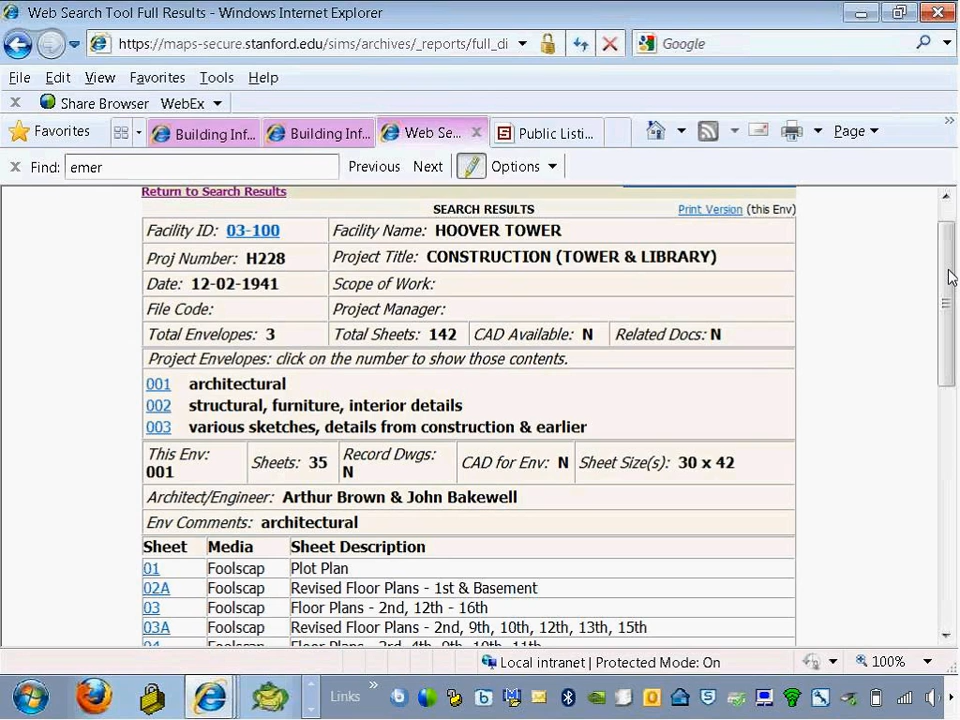 Web Search Tool Full Results - Windows Internet Explorer
https://maps-secure.stanford.edu/sims/archives/_reports/full_di
Google
File Edit View Favorites Tools Help
x Share Browser WebEx
Favorites Building Inf... Building Inf... Web Se... x Public Listi... Page »
x Find: emer Previous Next Options
Return to Search Results
SEARCH RESULTS Print Version (this Env)
Facility ID: 03-100 Facility Name: HOOVER TOWER
Proj Number: H228 Project Title: CONSTRUCTION (TOWER & LIBRARY)
Date: 12-02-1941 Scope of Work:
File Code: Project Manager:
Total Envelopes: 3 Total Sheets: 142 CAD Available: N Related Docs: N
Project Envelopes: click on the number to show those contents.
001 architectural
002 structural, furniture, interior details
003 various sketches, details from construction & earlier
This Env: 001 Sheets: 35 Record Dwgs: N CAD for Env: N Sheet Size(s): 30 x 42
Architect/Engineer: Arthur Brown & John Bakewell
Env Comments: architectural
Sheet Media Sheet Description
01 Foolscap Plot Plan
02A Foolscap Revised Floor Plans - 1st & Basement
03 Foolscap Floor Plans - 2nd, 12th - 16th
03A Foolscap Revised Floor Plans - 2nd, 9th, 10th, 12th, 13th, 15th
Local intranet | Protected Mode: On 100%
Links »